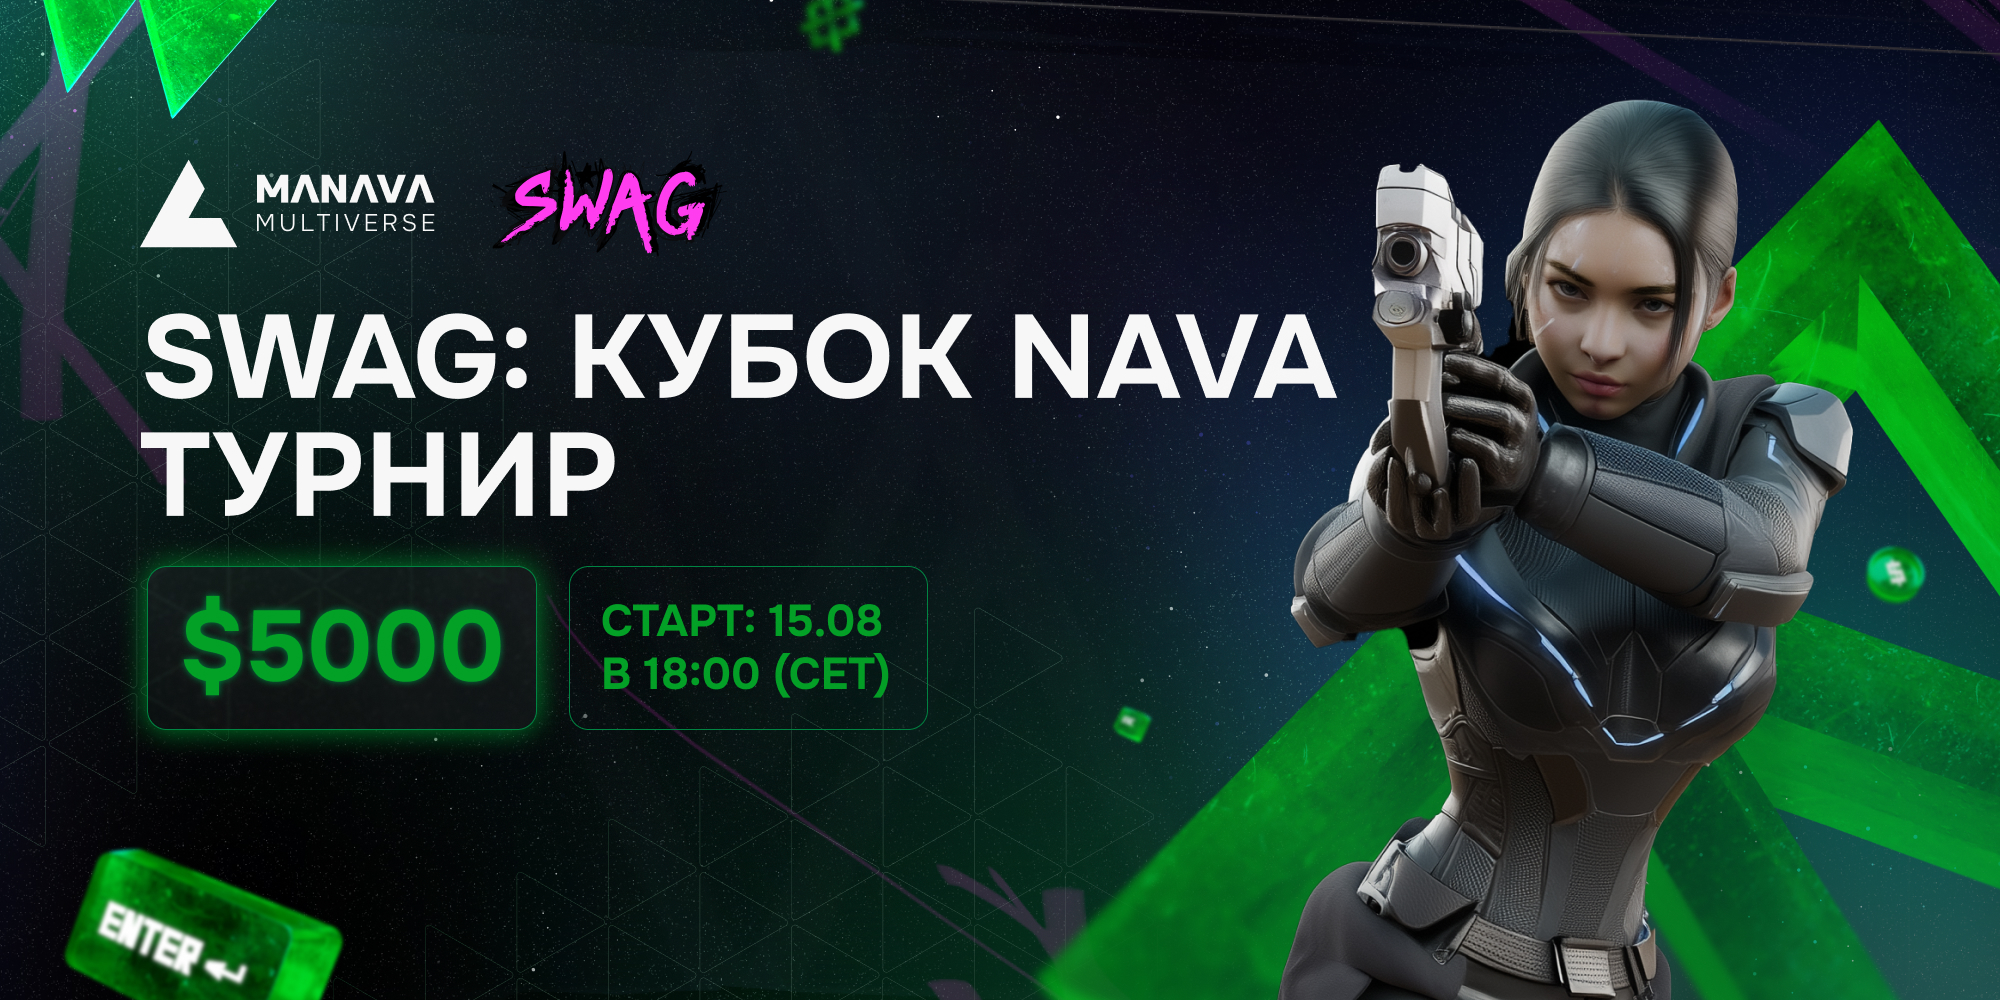 MANAVA
MULTIVERSE
SWAG
SWAG: КУБОК NAVA
ТУРНИР
$5000
СТАРТ: 15.08
В 18:00 (CET)
ENTER